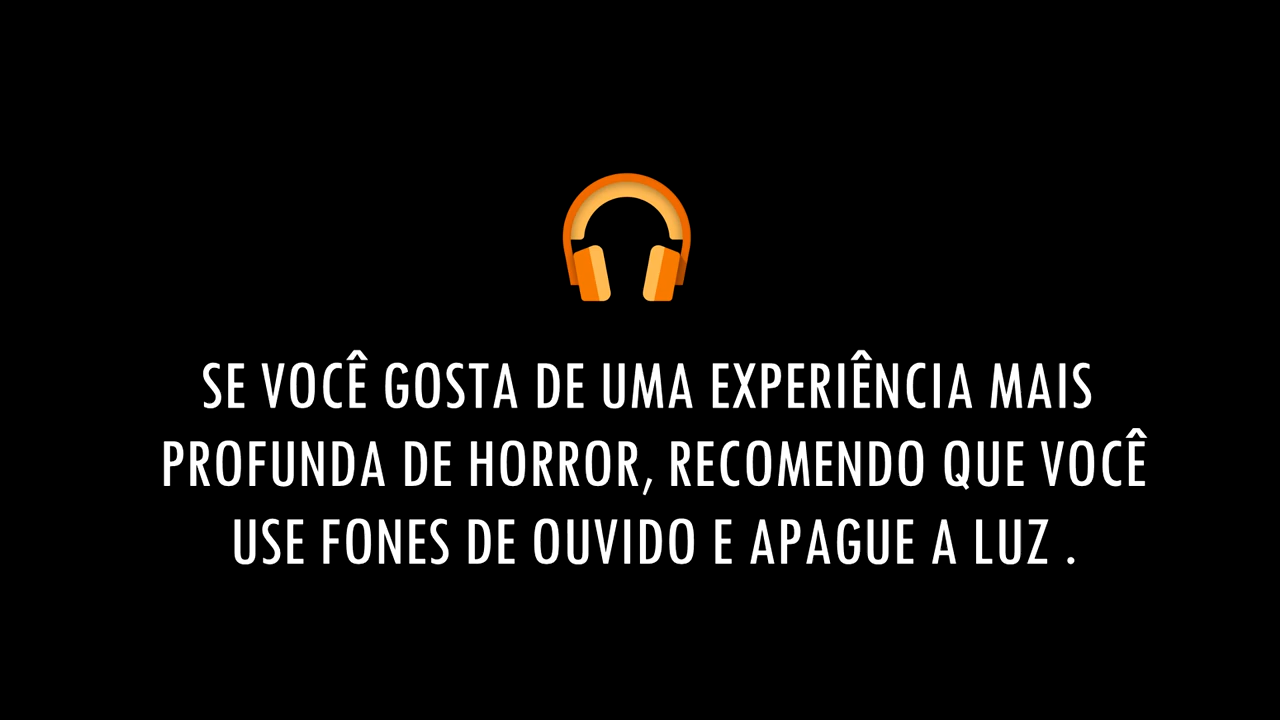 SE VOCÊ GOSTA DE UMA EXPERIÊNCIA MAIS
PROFUNDA DE HORROR, RECOMENDO QUE VOCÊ
USE FONES DE OUVIDO E APAGUE A LUZ .